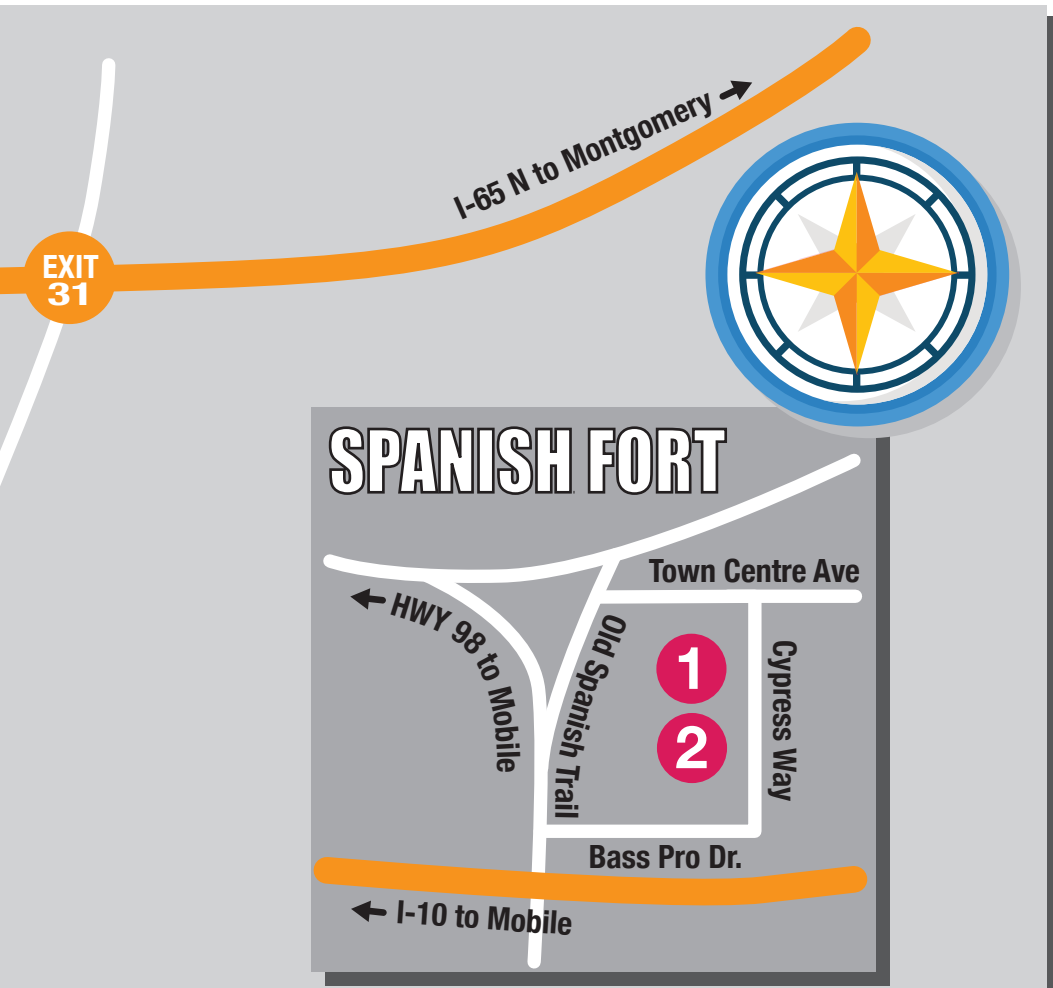 I-65 N to Montgomery
EXIT
31
SPANISH FORT
Town Centre Ave
HWY 98 to Mobile
Old Spanish Trail
1
2
Cypress Way
Bass Pro Dr.
I-10 to Mobile